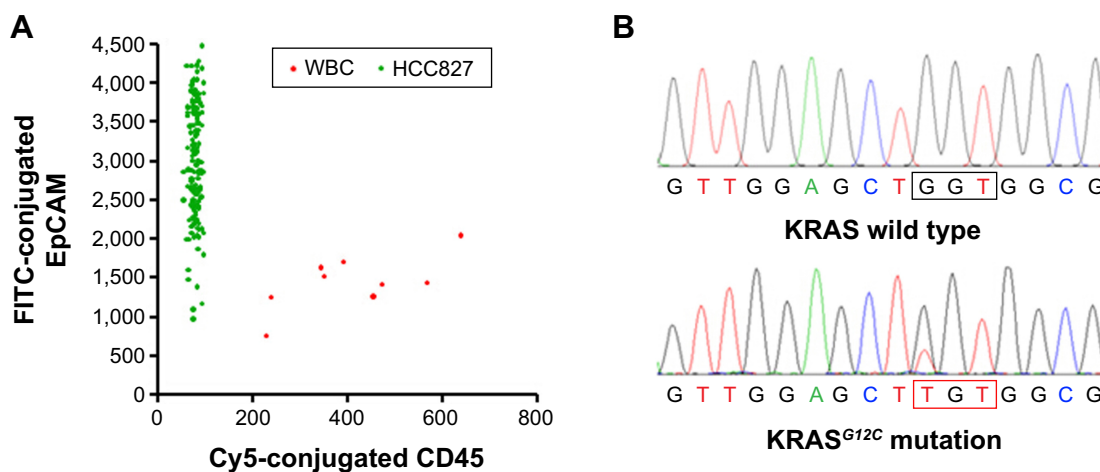 A
FITC-conjugated
EpCAM
4,500
4,000
3,500
3,000
2,500
2,000
1,500
1,000
500
0
WBC HCC827
0 200 400 600 800
Cy5-conjugated CD45
B
G T T G G A G C T G G T G G C G
KRAS wild type
G T T G G A G C T T G T G G C G
KRASG12C mutation